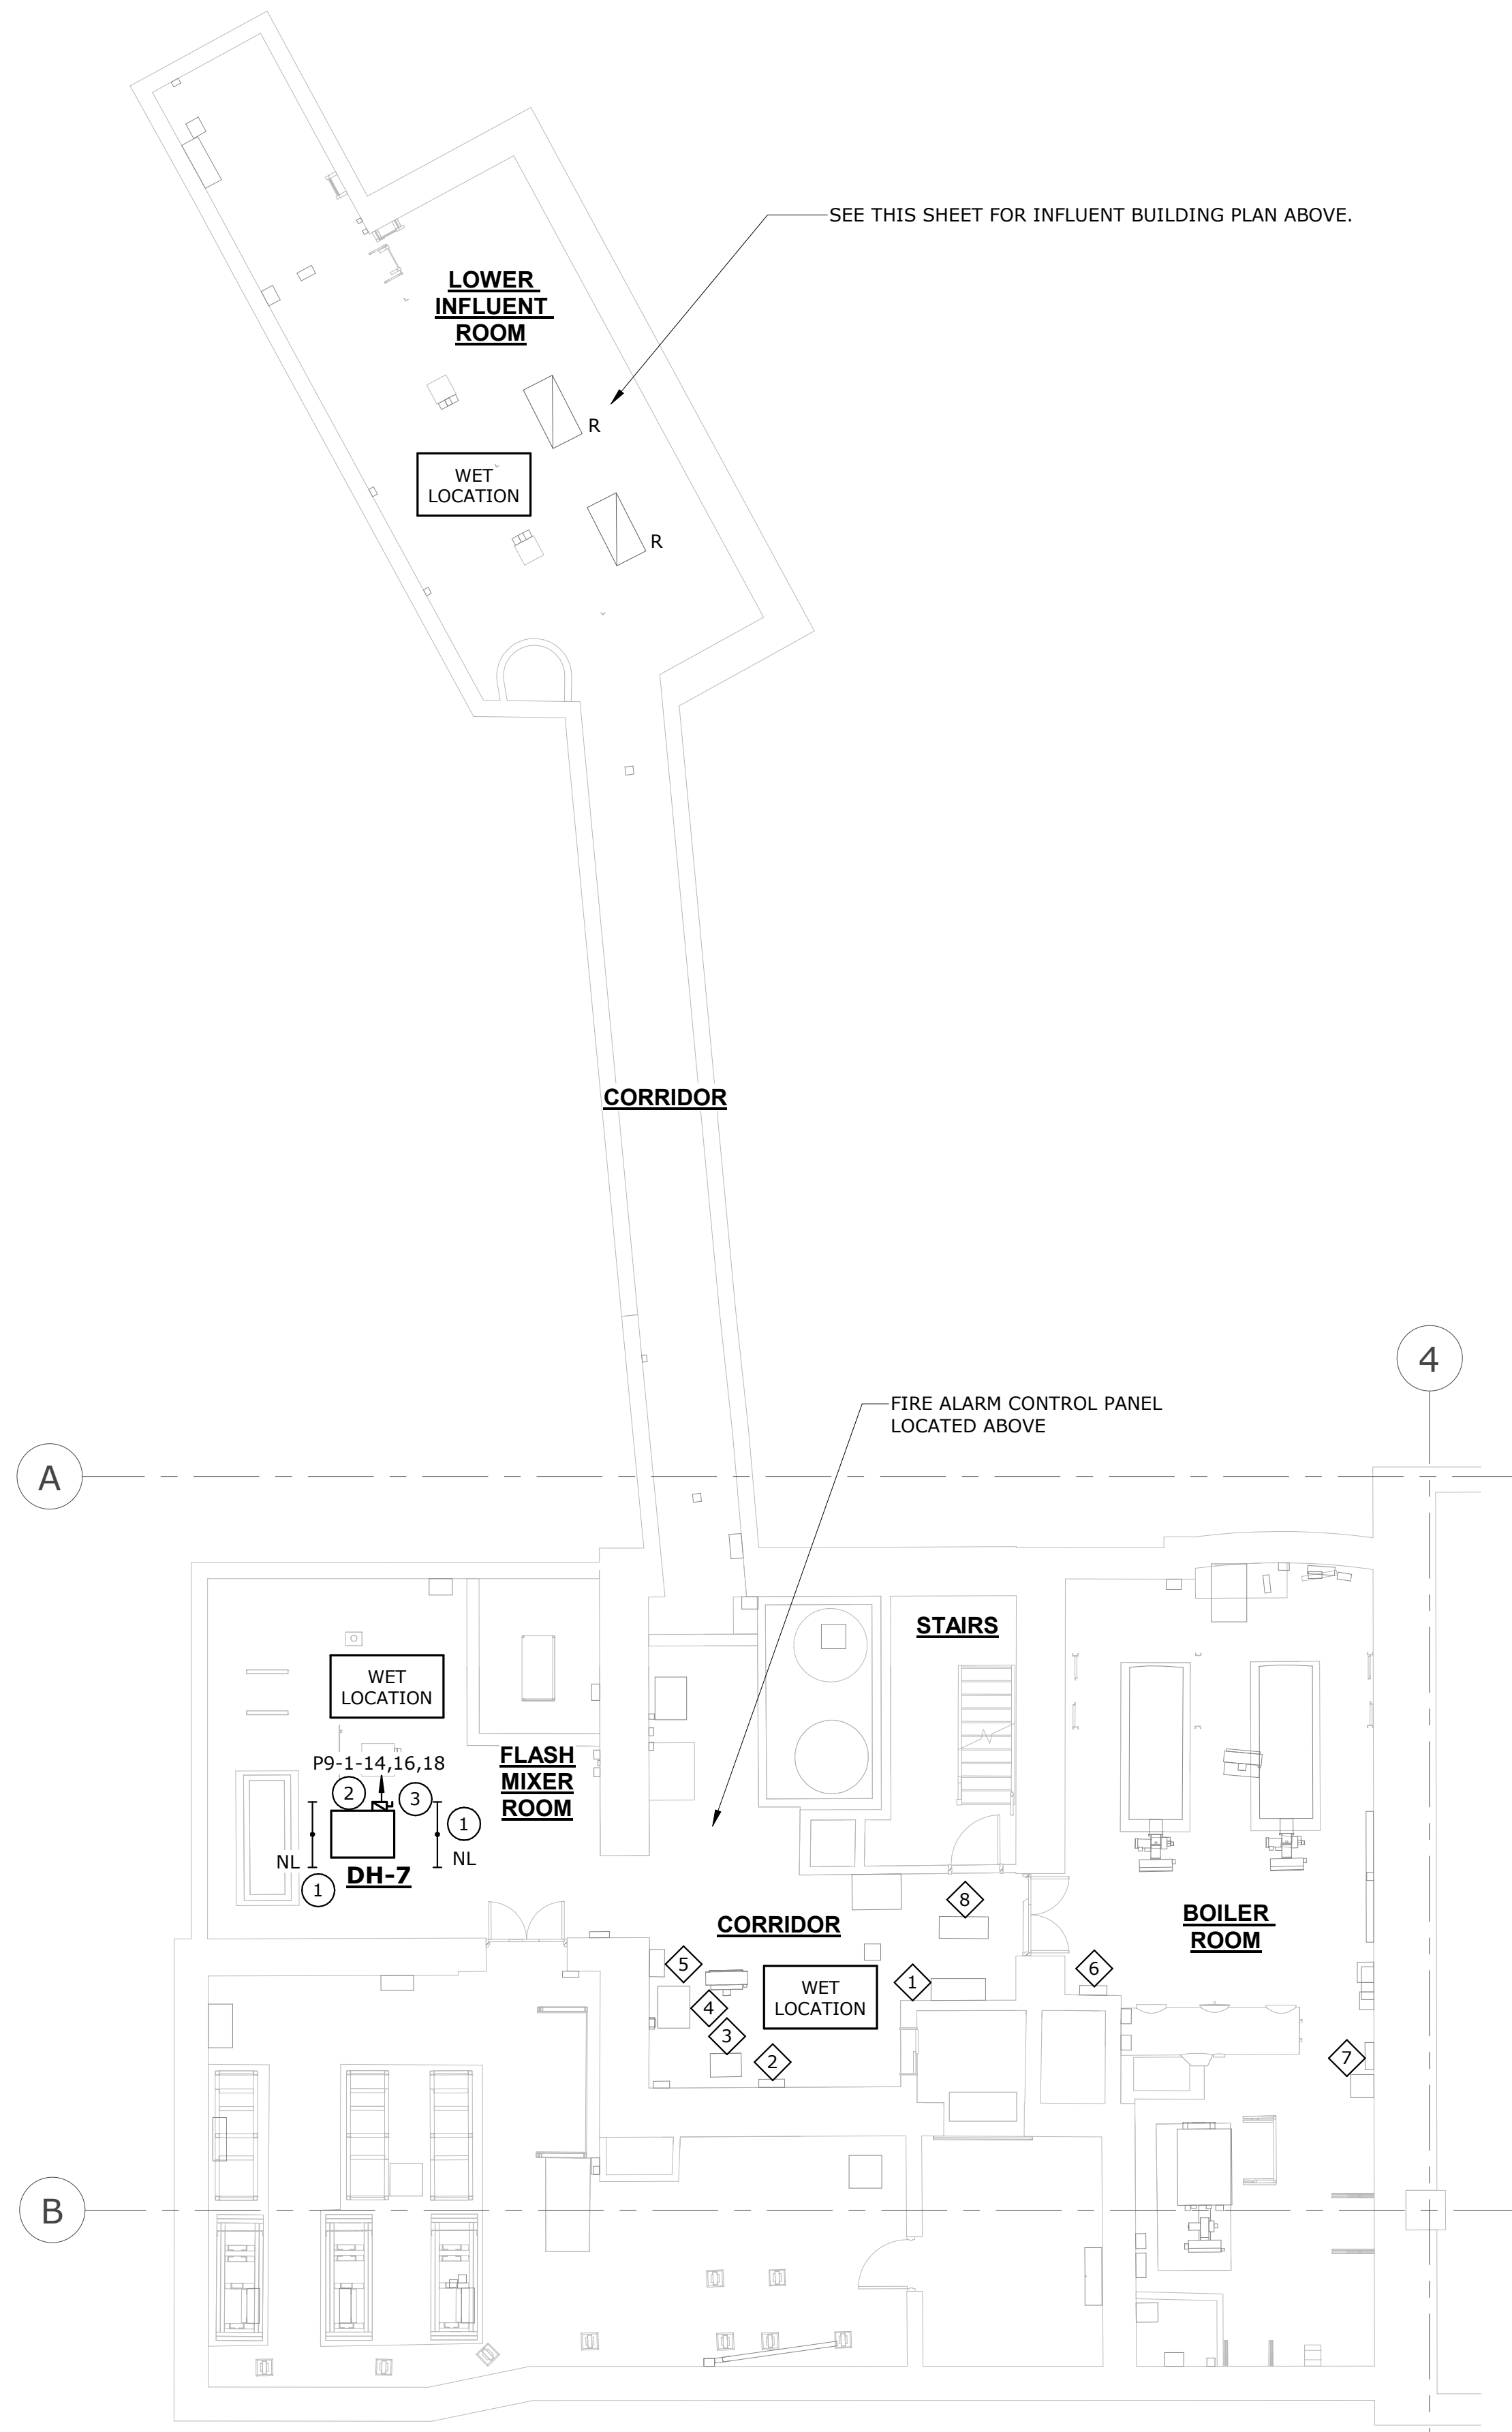 SEE THIS SHEET FOR INFLUENT BUILDING PLAN ABOVE.
LOWER
INFLUENT
ROOM
R
WET
LOCATION
R
CORRIDOR
4
FIRE ALARM CONTROL PANEL
LOCATED ABOVE
A
STAIRS
WET
LOCATION
FLASH
MIXER
ROOM
P9-1-14,16,18
2
3
1
NL
NL
DH-7
1
8
CORRIDOR
BOILER
ROOM
5
1
6
WET
LOCATION
4
3
2
7
B